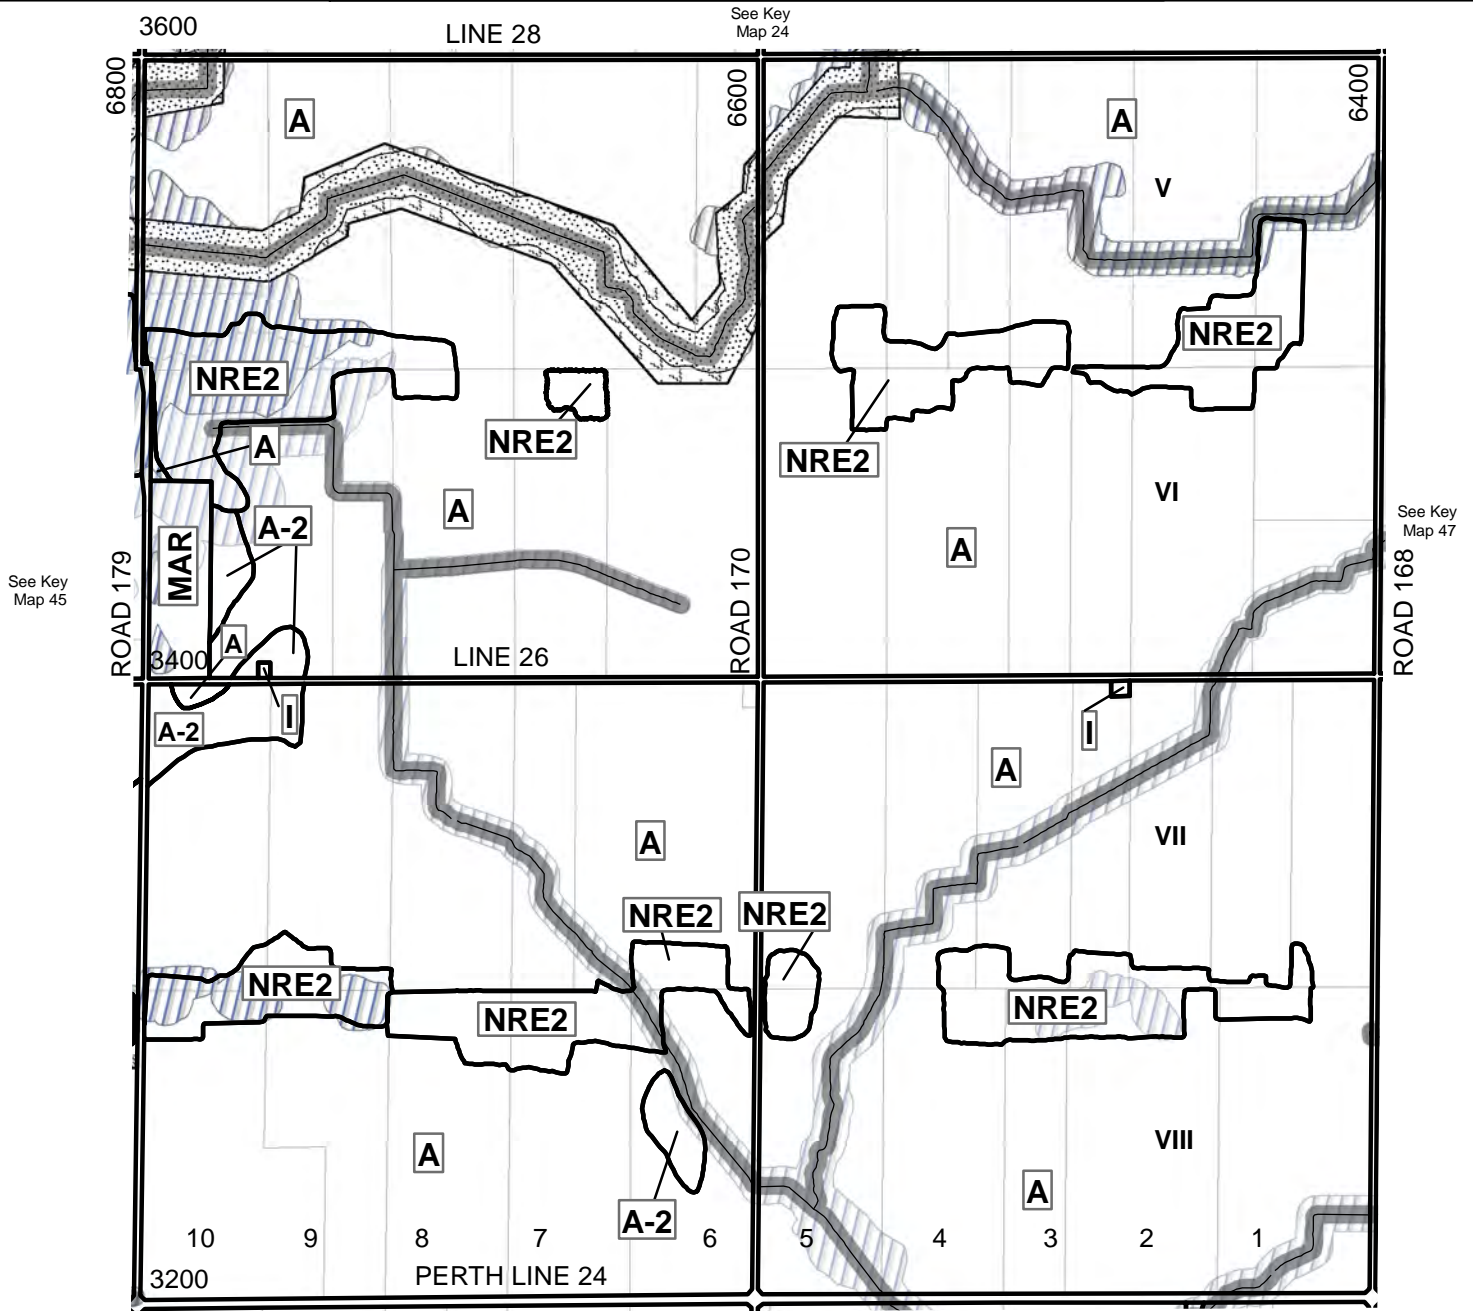 See Key
Map 24
3600
LINE 28
6800
6600
6400
A
A
V
NRE2
NRE2
NRE2
NRE2
A
A
VI
A-2
A
MAR
See Key
Map 47
See Key
Map 45
ROAD 179
ROAD 170
ROAD 168
A
3400
LINE 26
I
A-2
I
A
VII
A
NRE2
NRE2
NRE2
NRE2
NRE2
VIII
A
A
A-2
10
9
8
7
6
5
4
3
2
1
3200
PERTH LINE 24